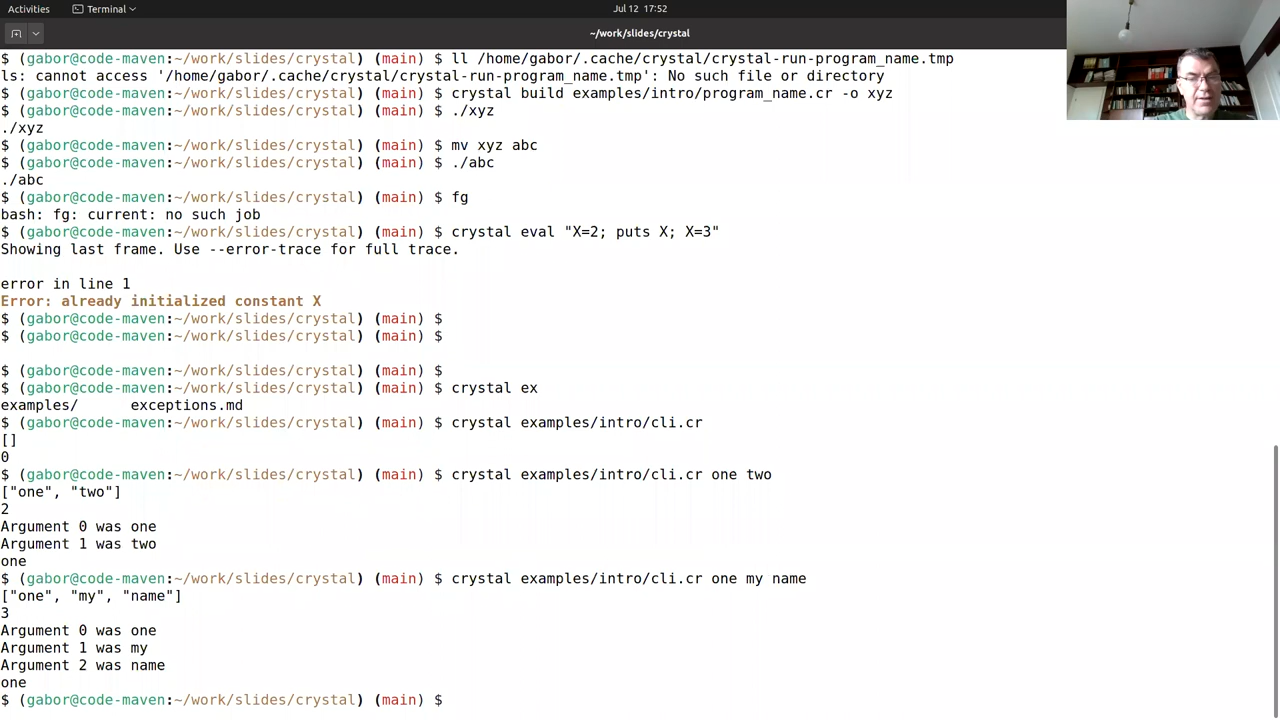 Activities
Terminal
Jul 12 17:52
~/work/slides/crystal
$ (gabor@code-maven:~/work/slides/crystal) (main) $ ll /home/gabor/.cache/crystal/crystal-run-program_name.tmp
ls: cannot access '/home/gabor/.cache/crystal/crystal-run-program_name.tmp': No such file or directory
$ (gabor@code-maven:~/work/slides/crystal) (main) $ crystal build examples/intro/program_name.cr -o xyz
$ (gabor@code-maven:~/work/slides/crystal) (main) $ ./xyz
./xyz
$ (gabor@code-maven:~/work/slides/crystal) (main) $ mv xyz abc
$ (gabor@code-maven:~/work/slides/crystal) (main) $ ./abc
./abc
$ (gabor@code-maven:~/work/slides/crystal) (main) $ fg
bash: fg: current: no such job
$ (gabor@code-maven:~/work/slides/crystal) (main) $ crystal eval "X=2; puts X; X=3"
Showing last frame. Use --error-trace for full trace.
error in line 1
Error: already initialized constant X
$ (gabor@code-maven:~/work/slides/crystal) (main) $
$ (gabor@code-maven:~/work/slides/crystal) (main) $
$ (gabor@code-maven:~/work/slides/crystal) (main) $
$ (gabor@code-maven:~/work/slides/crystal) (main) $ crystal ex
examples/      exceptions.md
$ (gabor@code-maven:~/work/slides/crystal) (main) $ crystal examples/intro/cli.cr
[]
0
$ (gabor@code-maven:~/work/slides/crystal) (main) $ crystal examples/intro/cli.cr one two
["one", "two"]
2
Argument 0 was one
Argument 1 was two
one
$ (gabor@code-maven:~/work/slides/crystal) (main) $ crystal examples/intro/cli.cr one my name
["one", "my", "name"]
3
Argument 0 was one
Argument 1 was my
Argument 2 was name
one
$ (gabor@code-maven:~/work/slides/crystal) (main) $